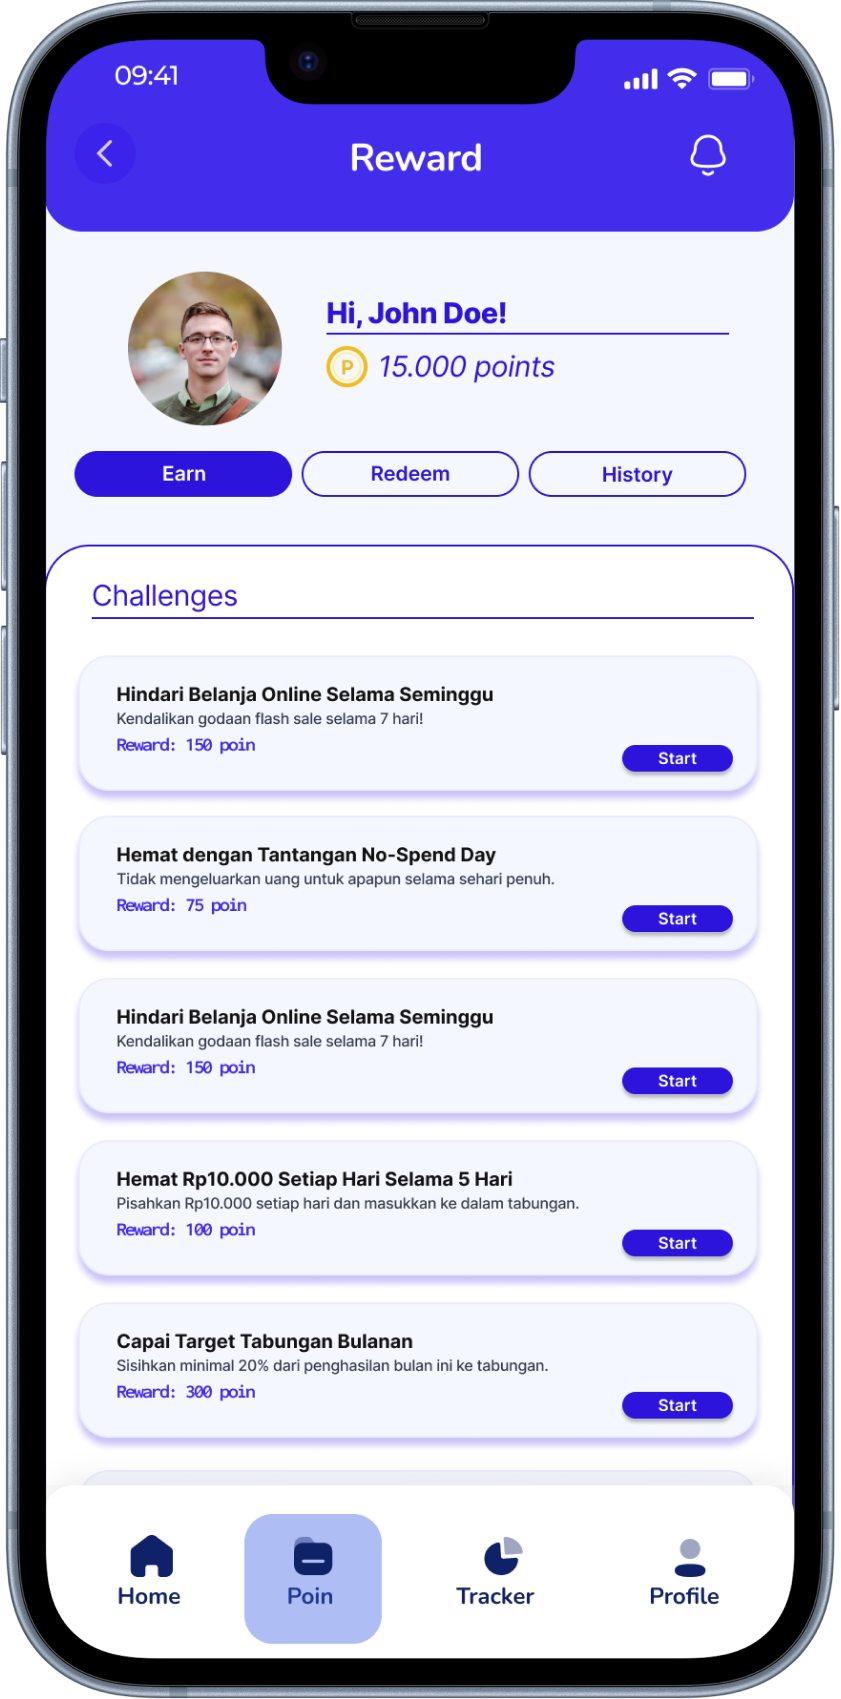 09:41
Reward
Hi, John Doe!
P 15.000 points
Earn Redeem History
Challenges
Hindari Belanja Online Selama Seminggu
Kendalikan godaan flash sale selama 7 hari!
Reward: 150 poin
Start
Hemat dengan Tantangan No-Spend Day
Tidak mengeluarkan uang untuk apapun selama sehari penuh.
Reward: 75 poin
Start
Hindari Belanja Online Selama Seminggu
Kendalikan godaan flash sale selama 7 hari!
Reward: 150 poin
Start
Hemat Rp10.000 Setiap Hari Selama 5 Hari
Pisahkan Rp10.000 setiap hari dan masukkan ke dalam tabungan.
Reward: 100 poin
Start
Capai Target Tabungan Bulanan
Sisihkan minimal 20% dari penghasilan bulan ini ke tabungan.
Reward: 300 poin
Start
Home Poin Tracker Profile